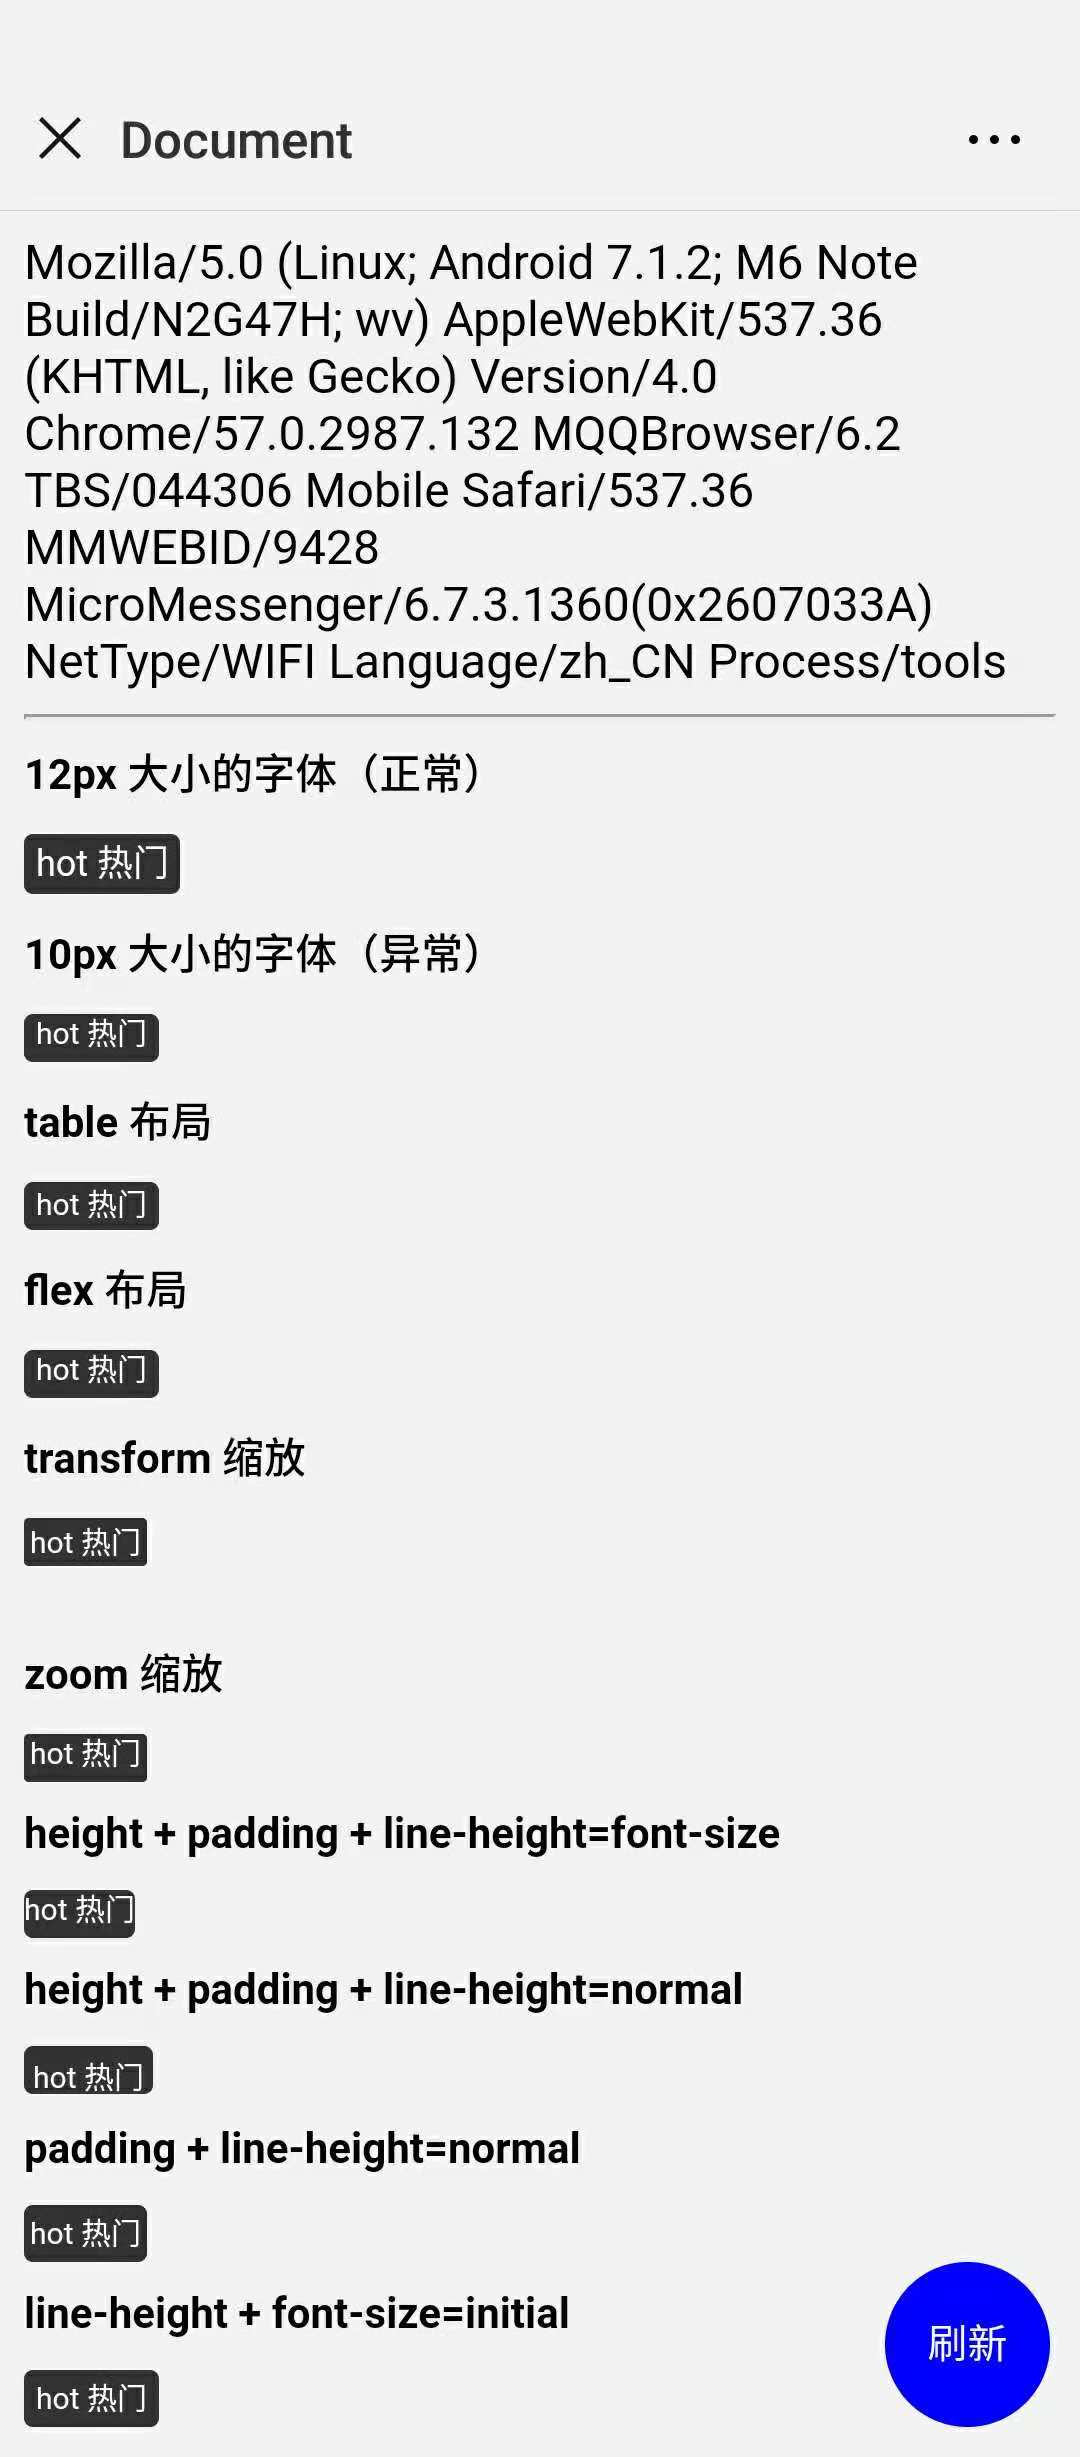 Document
Mozilla/5.0 (Linux; Android 7.1.2; M6 Note
Build/N2G47H; wv) AppleWebKit/537.36
(KHTML, like Gecko) Version/4.0
Chrome/57.0.2987.132 MQQBrowser/6.2
TBS/044306 Mobile Safari/537.36
MMWEBID/9428
MicroMessenger/6.7.3.1360(0x2607033A)
NetType/WIFI Language/zh_CN Process/tools
12px 大小的字体（正常）
hot 热门
10px 大小的字体（异常）
hot 热门
table 布局
hot 热门
flex 布局
hot 热门
transform 缩放
hot 热门
zoom 缩放
hot 热门
height + padding + line-height=font-size
hot 热门
height + padding + line-height=normal
hot 热门
padding + line-height=normal
hot 热门
line-height + font-size=initial
刷新
hot 热门